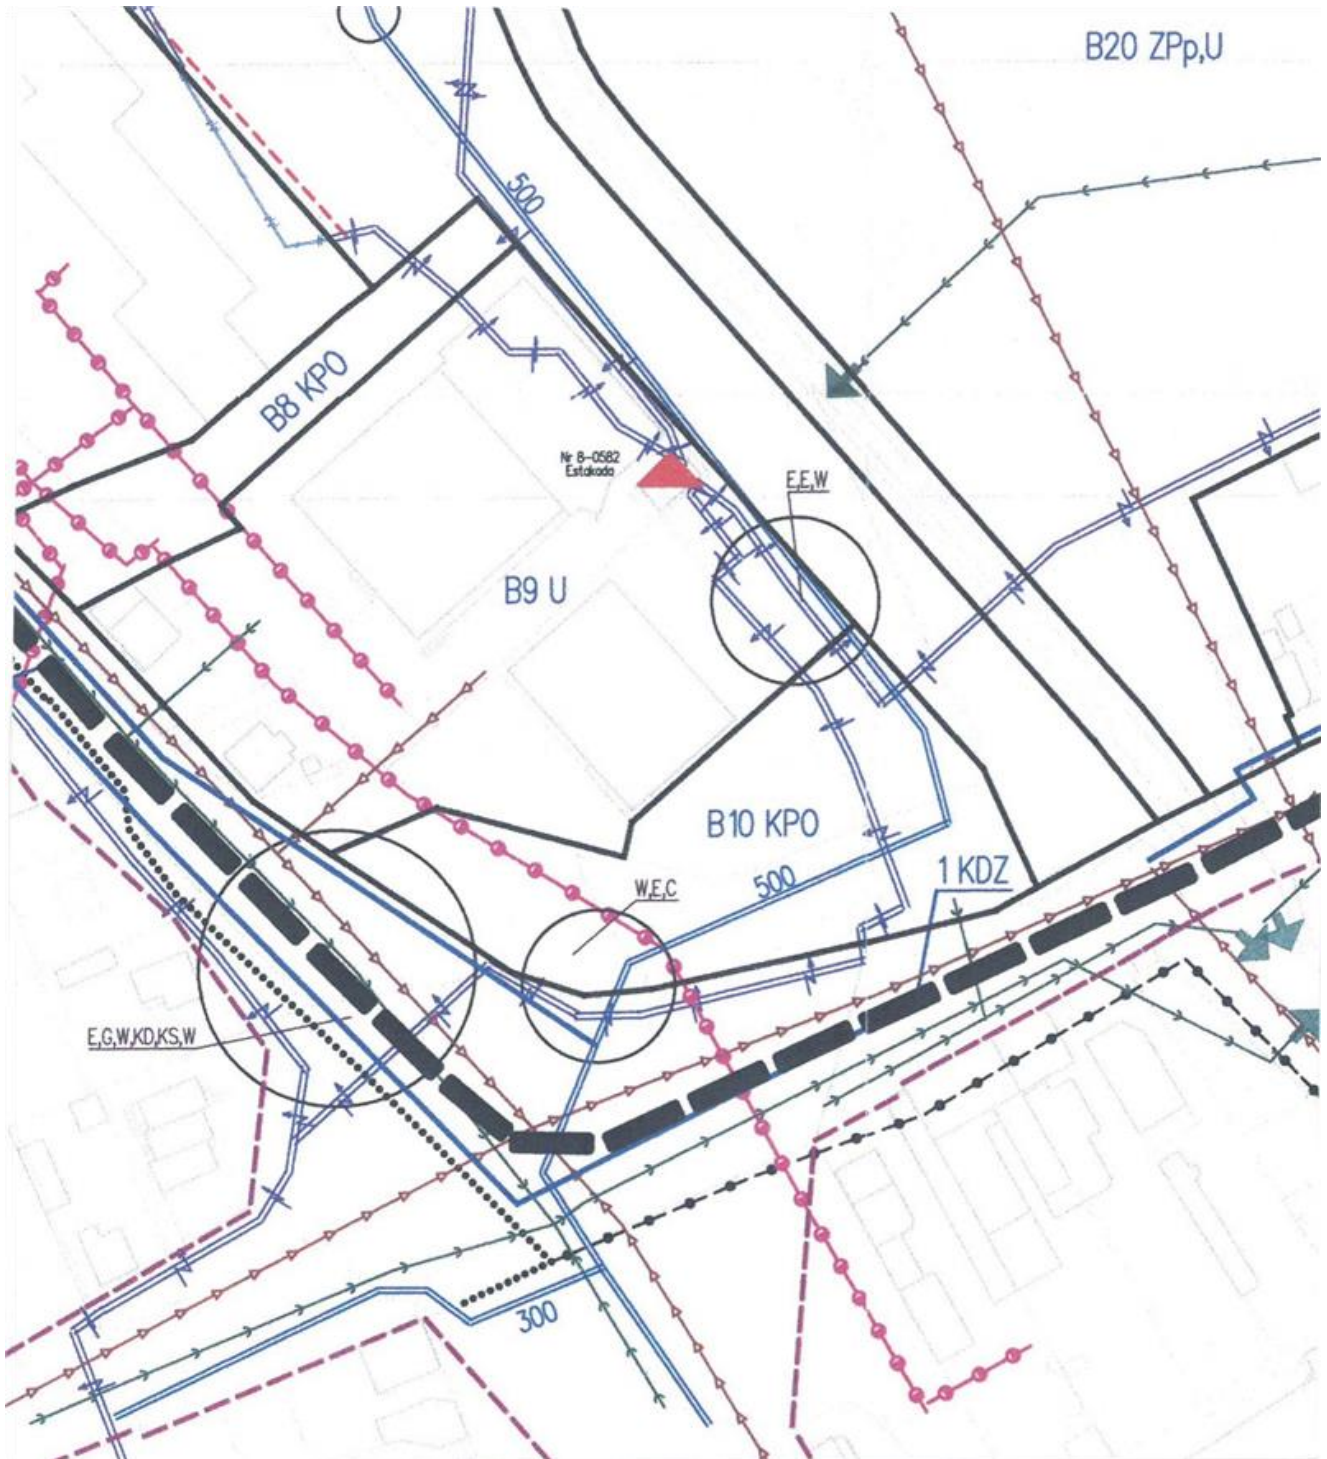 B20 ZPp,U
500
B8 KPO
Nr 8-0582
Estakada
E,E,W
B9 U
B10 KPO
1 KDZ
500
W,E,C
E,G,W,KD,KS,W
300